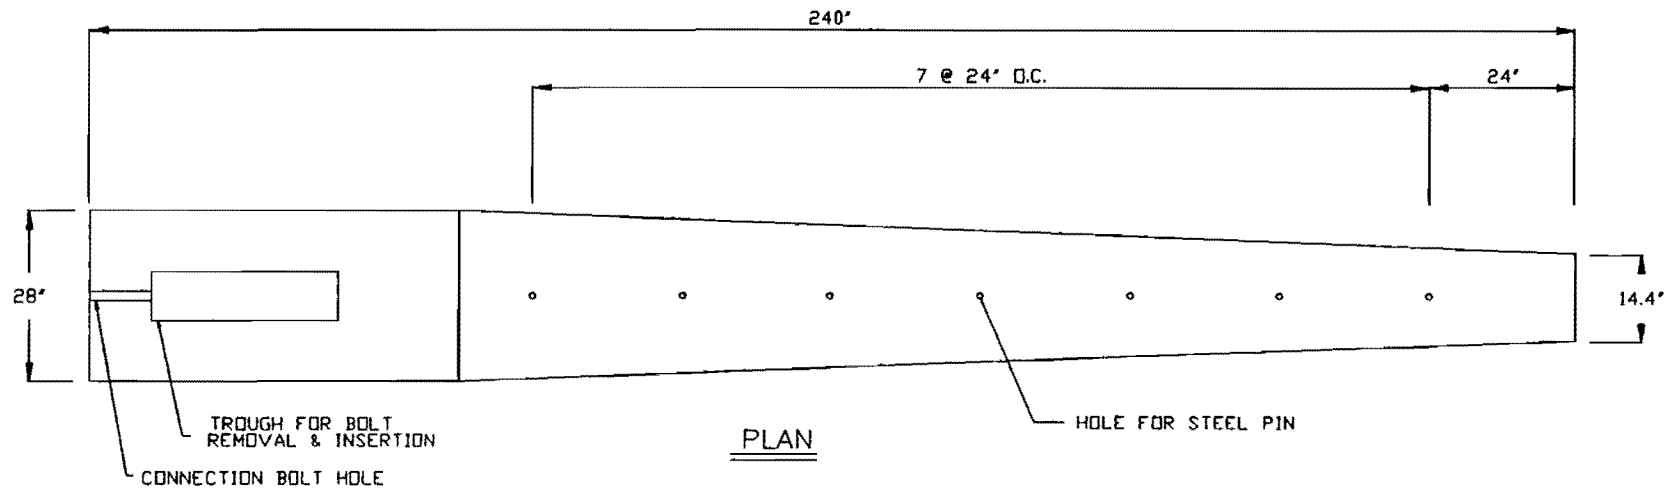 240"
7 @ 24" O.C.
24"
28"
14.4"
TROUGH FOR BOLT
REMOVAL & INSERTION
HOLE FOR STEEL PIN
PLAN
CONNECTION BOLT HOLE